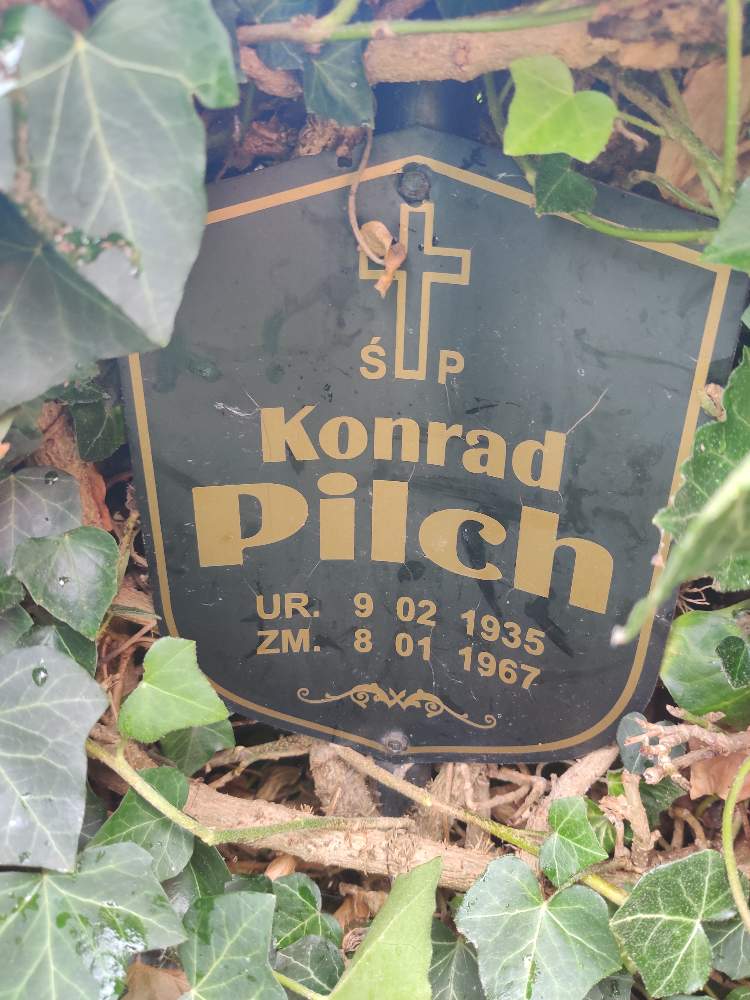 Ś P
Konrad
Pilch
UR. 9 02 1935
ZM. 8 01 1967